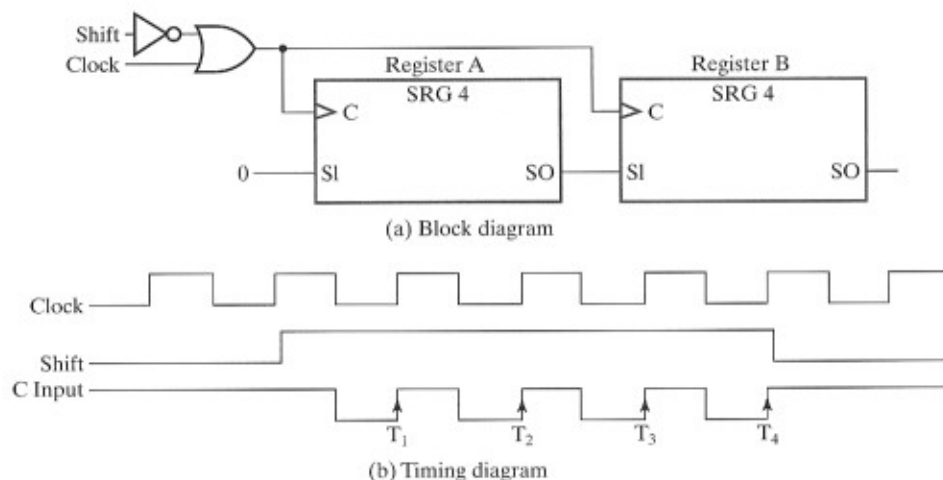 Shift
Clock
Register A
SRG 4
C
0
SI
SO
Register B
SRG 4
C
SI
SO
(a) Block diagram
Clock
Shift
C Input
T1
T2
T3
T4
(b) Timing diagram